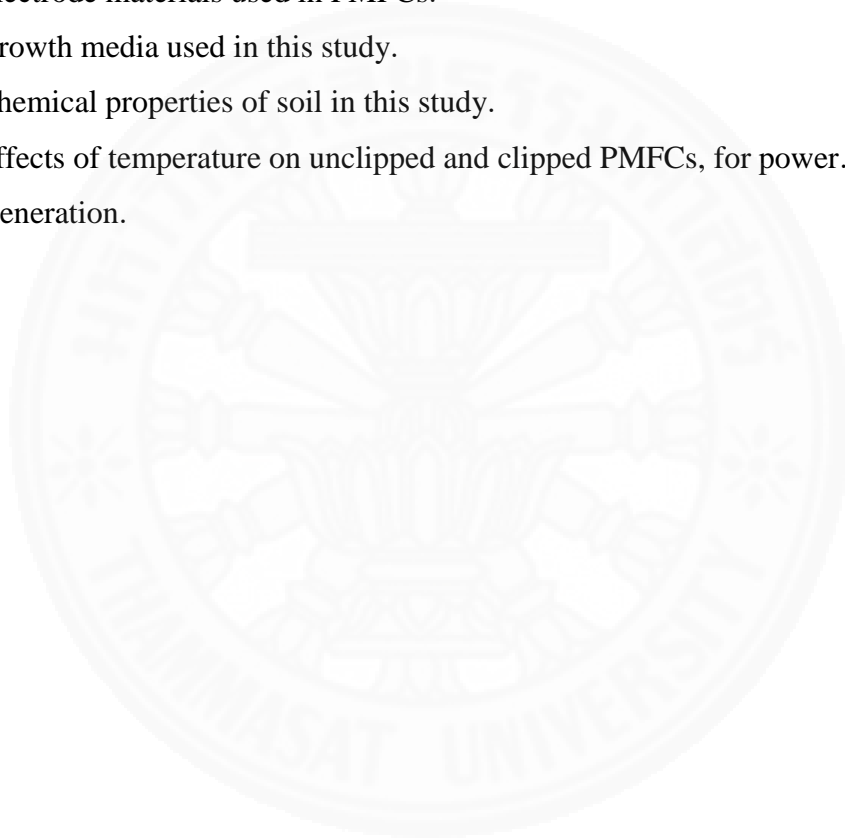 rowth media used in this study.
hemical properties of soil in this study.
ffects of temperature on unclipped and clipped PMFCs, for power.
eneration.
THAMMASAT UNIVERSITY